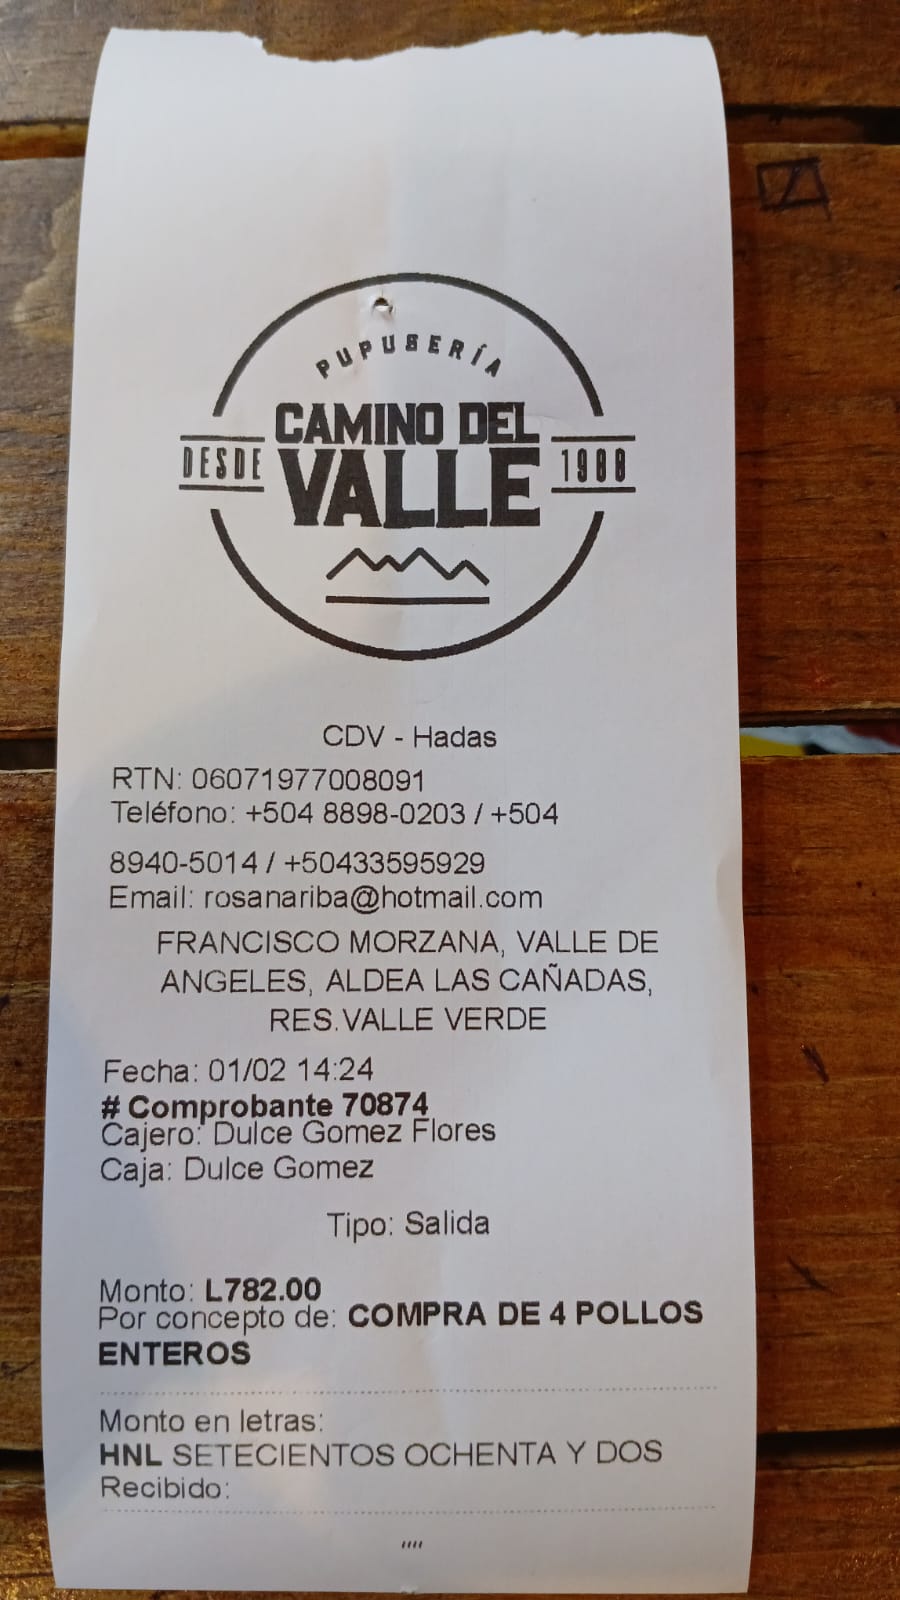 PUPUSERÍA
CAMINO DEL
DESDE VALLE 1988
CDV - Hadas
RTN: 06071977008091
Teléfono: +504 8898-0203 / +504
8940-5014 / +50433595929
Email: rosanariba@hotmail.com
FRANCISCO MORZANA, VALLE DE
ANGELES, ALDEA LAS CAÑADAS,
RES.VALLE VERDE
Fecha: 01/02 14:24
# Comprobante 70874
Cajero: Dulce Gomez Flores
Caja: Dulce Gomez
Tipo: Salida
Monto: L782.00
Por concepto de: COMPRA DE 4 POLLOS
ENTEROS
Monto en letras:
HNL SETECIENTOS OCHENTA Y DOS
Recibido: